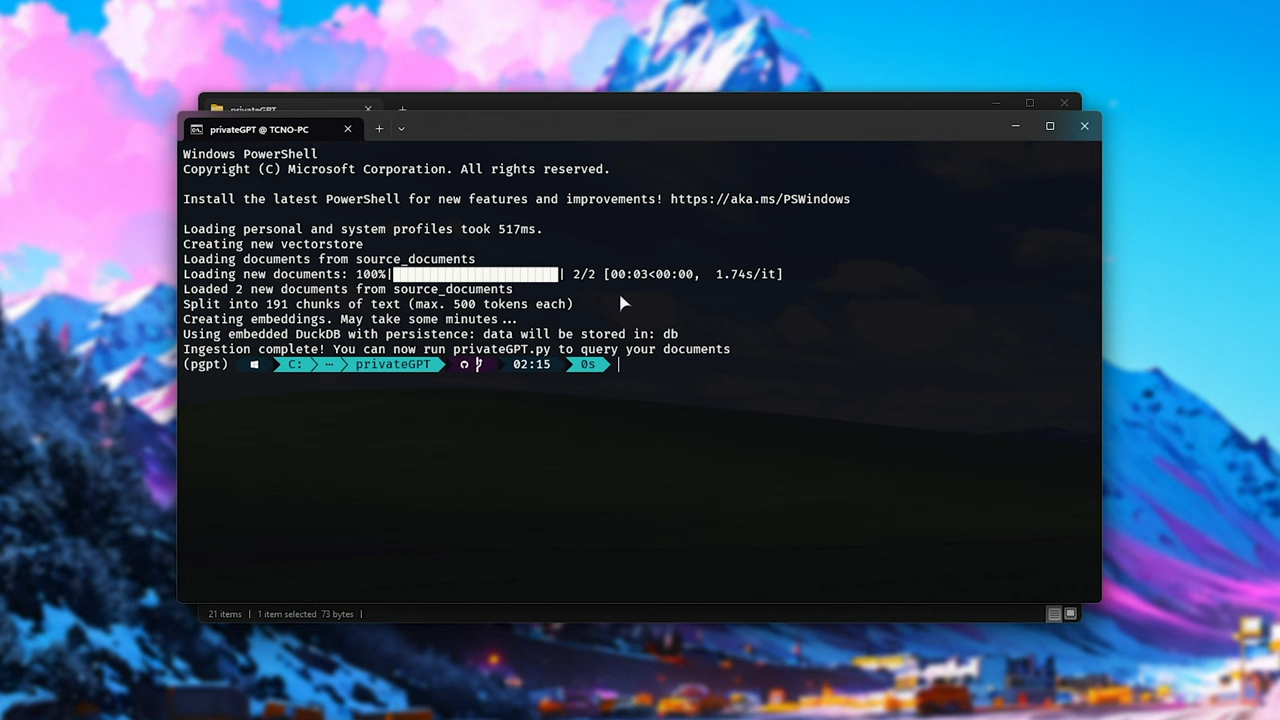 privateGPT
privateGPT @ TCNO-PC
Windows PowerShell
Copyright (C) Microsoft Corporation. All rights reserved.
Install the latest PowerShell for new features and improvements! https://aka.ms/PSWindows
Loading personal and system profiles took 517ms.
Creating new vectorstore
Loading documents from source_documents
Loading new documents: 100%|██████████████████████| 2/2 [00:03<00:00,  1.74s/it]
Loaded 2 new documents from source_documents
Split into 191 chunks of text (max. 500 tokens each)
Creating embeddings. May take some minutes...
Using embedded DuckDB with persistence: data will be stored in: db
Ingestion complete! You can now run privateGPT.py to query your documents
(pgpt) C: ⋯ privateGPT 02:15 0s
21 items | 1 item selected 73 bytes |